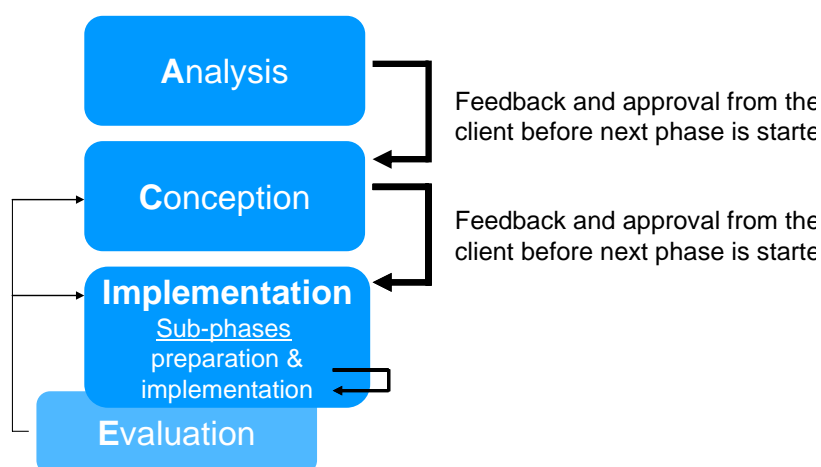 Analysis
Feedback and approval from the
client before next phase is starte
Conception
Feedback and approval from the
client before next phase is starte
Implementation
Sub-phases
preparation &
implementation
Evaluation